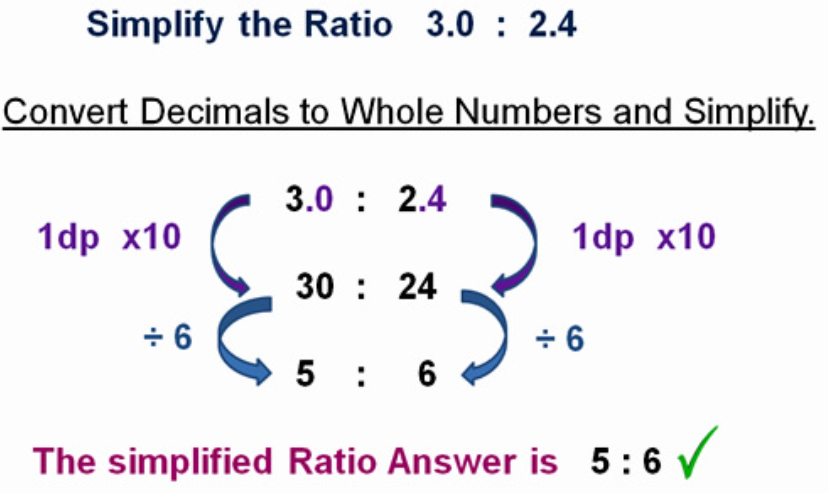 Simplify the Ratio 3.0 : 2.4
Convert Decimals to Whole Numbers and Simplify.
3.0 : 2.4
1dp x10 1dp x10
30 : 24
÷ 6 ÷ 6
5 : 6
The simplified Ratio Answer is 5 : 6 ✓